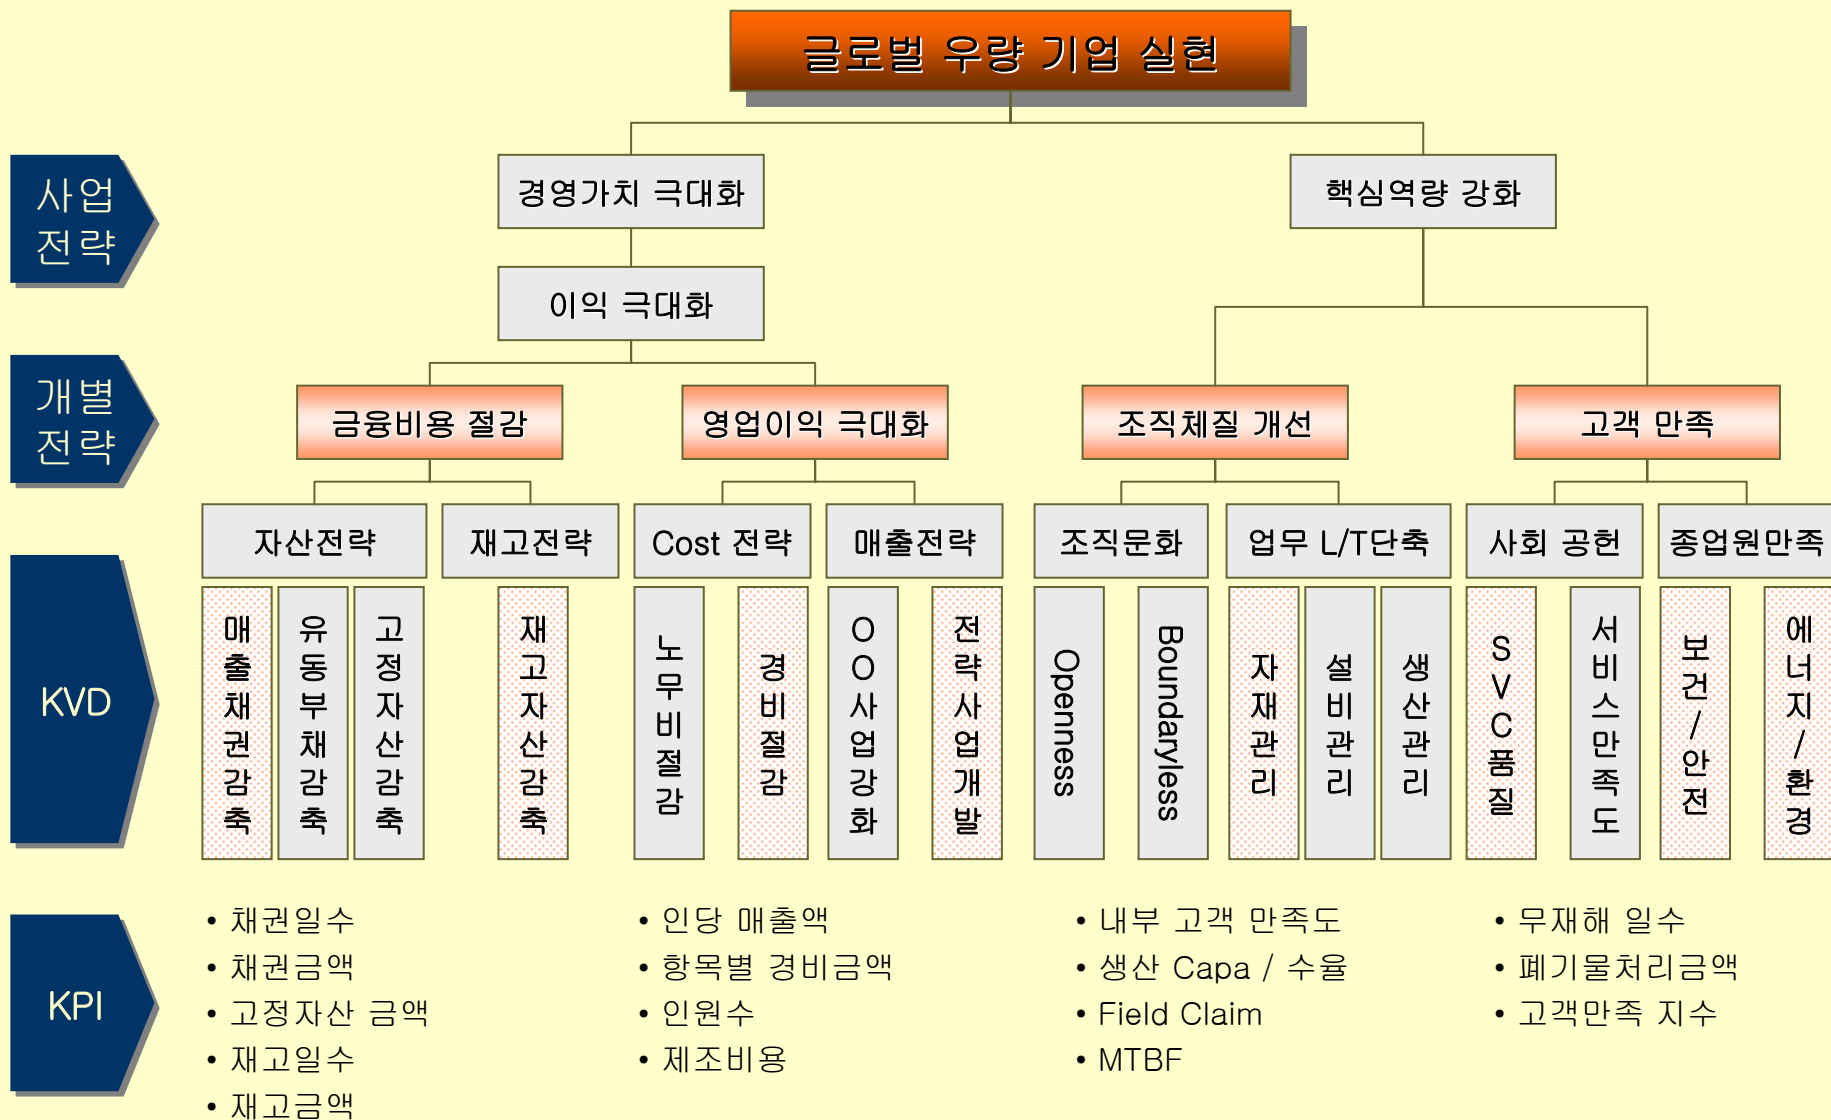 글로벌 우량 기업 실현
사업
전략
경영가치 극대화
핵심역량 강화
이익 극대화
개별
전략
금융비용 절감
영업이익 극대화
조직체질 개선
고객 만족
자산전략
재고전략
Cost 전략
매출전략
조직문화
업무 L/T단축
사회 공헌
종업원만족
KVD
매출채권감축
유동부채감축
고정자산감축
재고자산감축
노무비절감
경비절감
OO사업강화
전략사업개발
Openness
Boundaryless
자재관리
설비관리
생산관리
SVC품질
서비스만족도
보건/안전
에너지/환경
KPI
• 채권일수
• 채권금액
• 고정자산 금액
• 재고일수
• 재고금액
• 인당 매출액
• 항목별 경비금액
• 인원수
• 제조비용
• 내부 고객 만족도
• 생산 Capa / 수율
• Field Claim
• MTBF
• 무재해 일수
• 폐기물처리금액
• 고객만족 지수